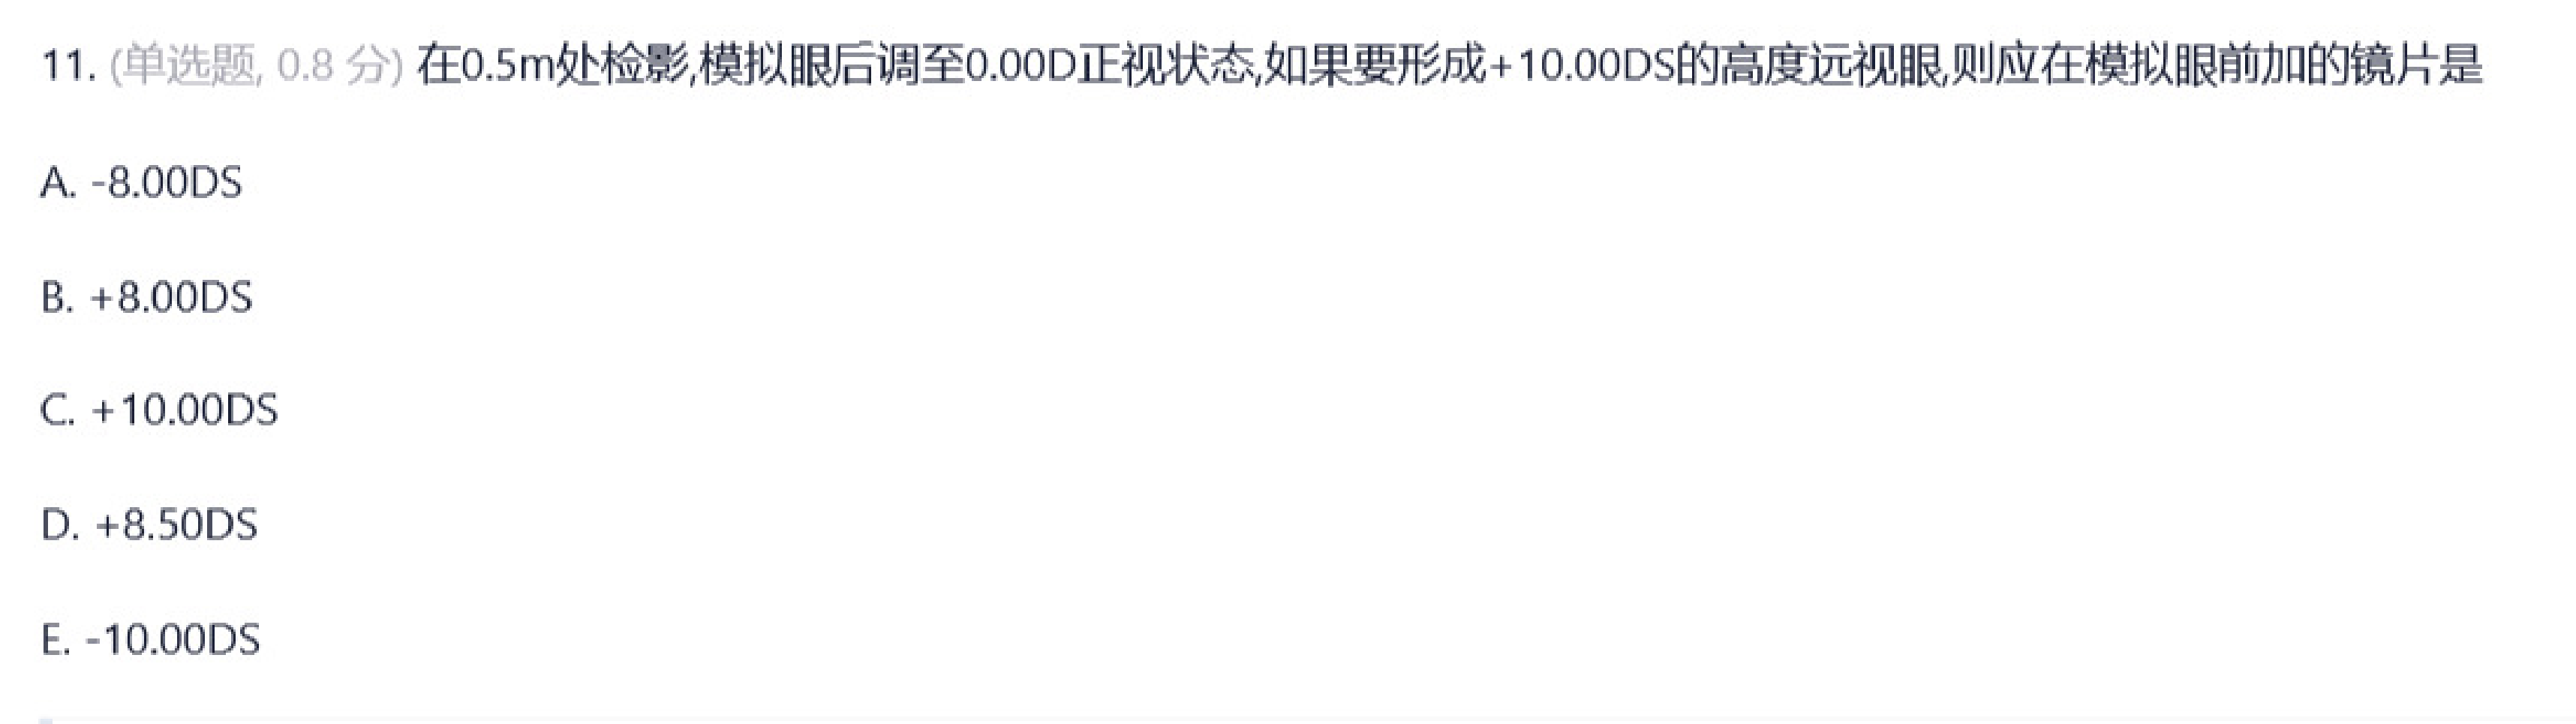 11. (单选题, 0.8 分) 在0.5m处检影,模拟眼后调至0.00D正视状态,如果要形成+10.00DS的高度远视眼,则应在模拟眼前加的镜片是
A. -8.00DS
B. +8.00DS
C. +10.00DS
D. +8.50DS
E. -10.00DS